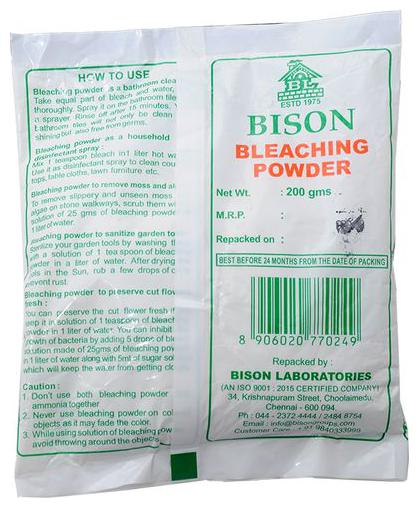 HOW TO USE
Bleaching powder as a bathroom clea
Take equal part of bleach and water,
thoroughly. Spray it on the bathroom tile
a sprayer. Rinse off after 15 minutes.
bathroom tiles will not only be clean
shining but also free from germs.
Bleaching powder as a household
disinfectant spray :
Mix 1 teaspoon bleach in1 liter hot wa
Use it as disinfectant spray to clean cou
tops, table cloths, lawn furniture etc.
Bleaching powder to remove moss and al
To remove slippery and unseen moss
algae on stone walkways, scrub them wi
solution of 25 gms of bleaching powde
1 liter of water.
Bleaching powder to sanitize garden to
Sanitize your garden tools by washing t
with a solution of 1 tea spoon of bleac
powder in a liter of water. After drying
tools in the Sun, rub a few drops of o
prevent rust.
Bleaching powder to preserve cut flow
fresh :
You can preserve the cut flower fresh if
keep it in solution of 1 teaspoon of bleach
powder in 1 liter of water. You can inhibit
growth of bacteria by adding 5 drops of ble
solution made of 25gms of bleaching pow
in 1 liter of water along with 5ml of sugar sol
which will keep the water from getting clo
Caution :
1. Don't use both bleaching powder
ammonia together
2. Never use bleaching powder on col
objects as it may fade the color.
3. While using solution of bleaching pow
avoid throwing around the objects.
BL
ESTD 1975
BISON
BLEACHING
POWDER
Net Wt. : 200 gms
M.R.P. :
Repacked on :
BEST BEFORE 24 MONTHS FROM THE DATE OF PACKING
8 906020 770249
Repacked by :
BISON LABORATORIES
(AN ISO 9001 : 2015 CERTIFIED COMPANY)
34, Krishnapuram Street, Choolaimedu,
Chennai - 600 094
Ph : 044 - 2372 4444 / 2484 8754
Email : info@bisongroups.com
Customer Care : +91 9840333999